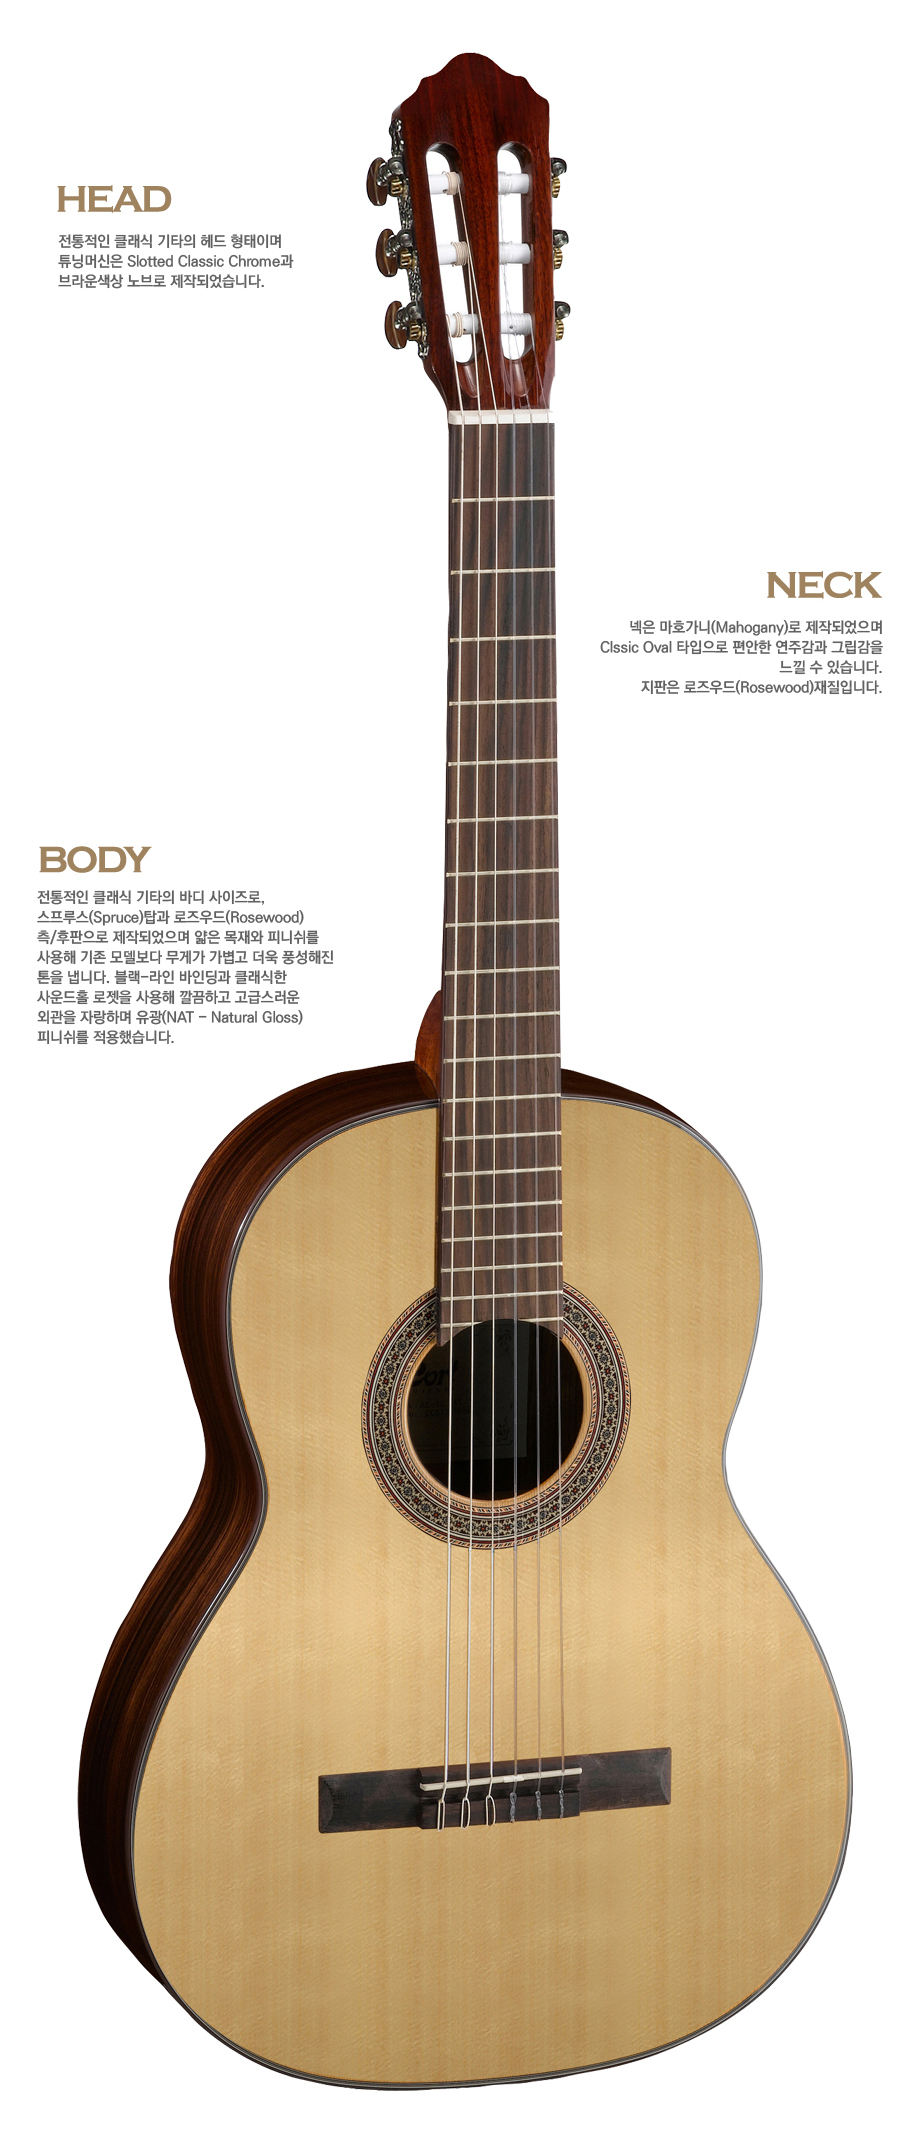 HEAD
전통적인 클래식 기타의 헤드 형태이며
튜닝머신은 Slotted Classic Chrome과
브라운색상 노브로 제작되었습니다.
NECK
넥은 마호가니(Mahogany)로 제작되었으며
Clssic Oval 타입으로 편안한 연주감과 그립감을
느낄 수 있습니다.
지판은 로즈우드(Rosewood)재질입니다.
BODY
전통적인 클래식 기타의 바디 사이즈로,
스프루스(Spruce)탑과 로즈우드(Rosewood)
측/후판으로 제작되었으며 얇은 목재와 피니쉬를
사용해 기존 모델보다 무게가 가볍고 더욱 풍성해진
톤을 냅니다. 블랙-라인 바인딩과 클래식한
사운드홀 로젯을 사용해 깔끔하고 고급스러운
외관을 자랑하며 유광(NAT - Natural Gloss)
피니쉬를 적용했습니다.
Cort